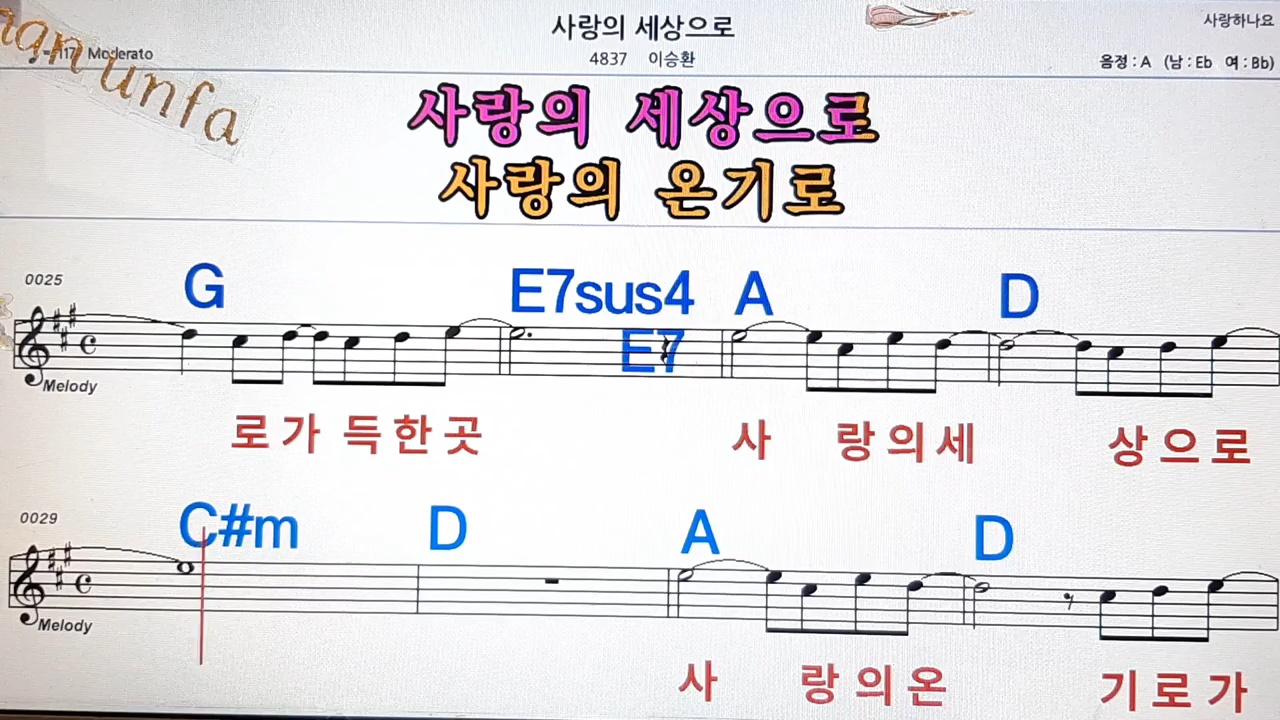 사랑의 세상으로
사랑하나요
117 Moderato
4837 이승환
음정 : A (남 : Eb 여 : Bb)
unfa
사랑의 세상으로
사랑의 온기로
0025
G E7sus4 A D
E7
Melody
로 가 득 한 곳 사 랑 의 세 상 으 로
0029
C#m D A D
Melody
사 랑 의 온 기 로 가